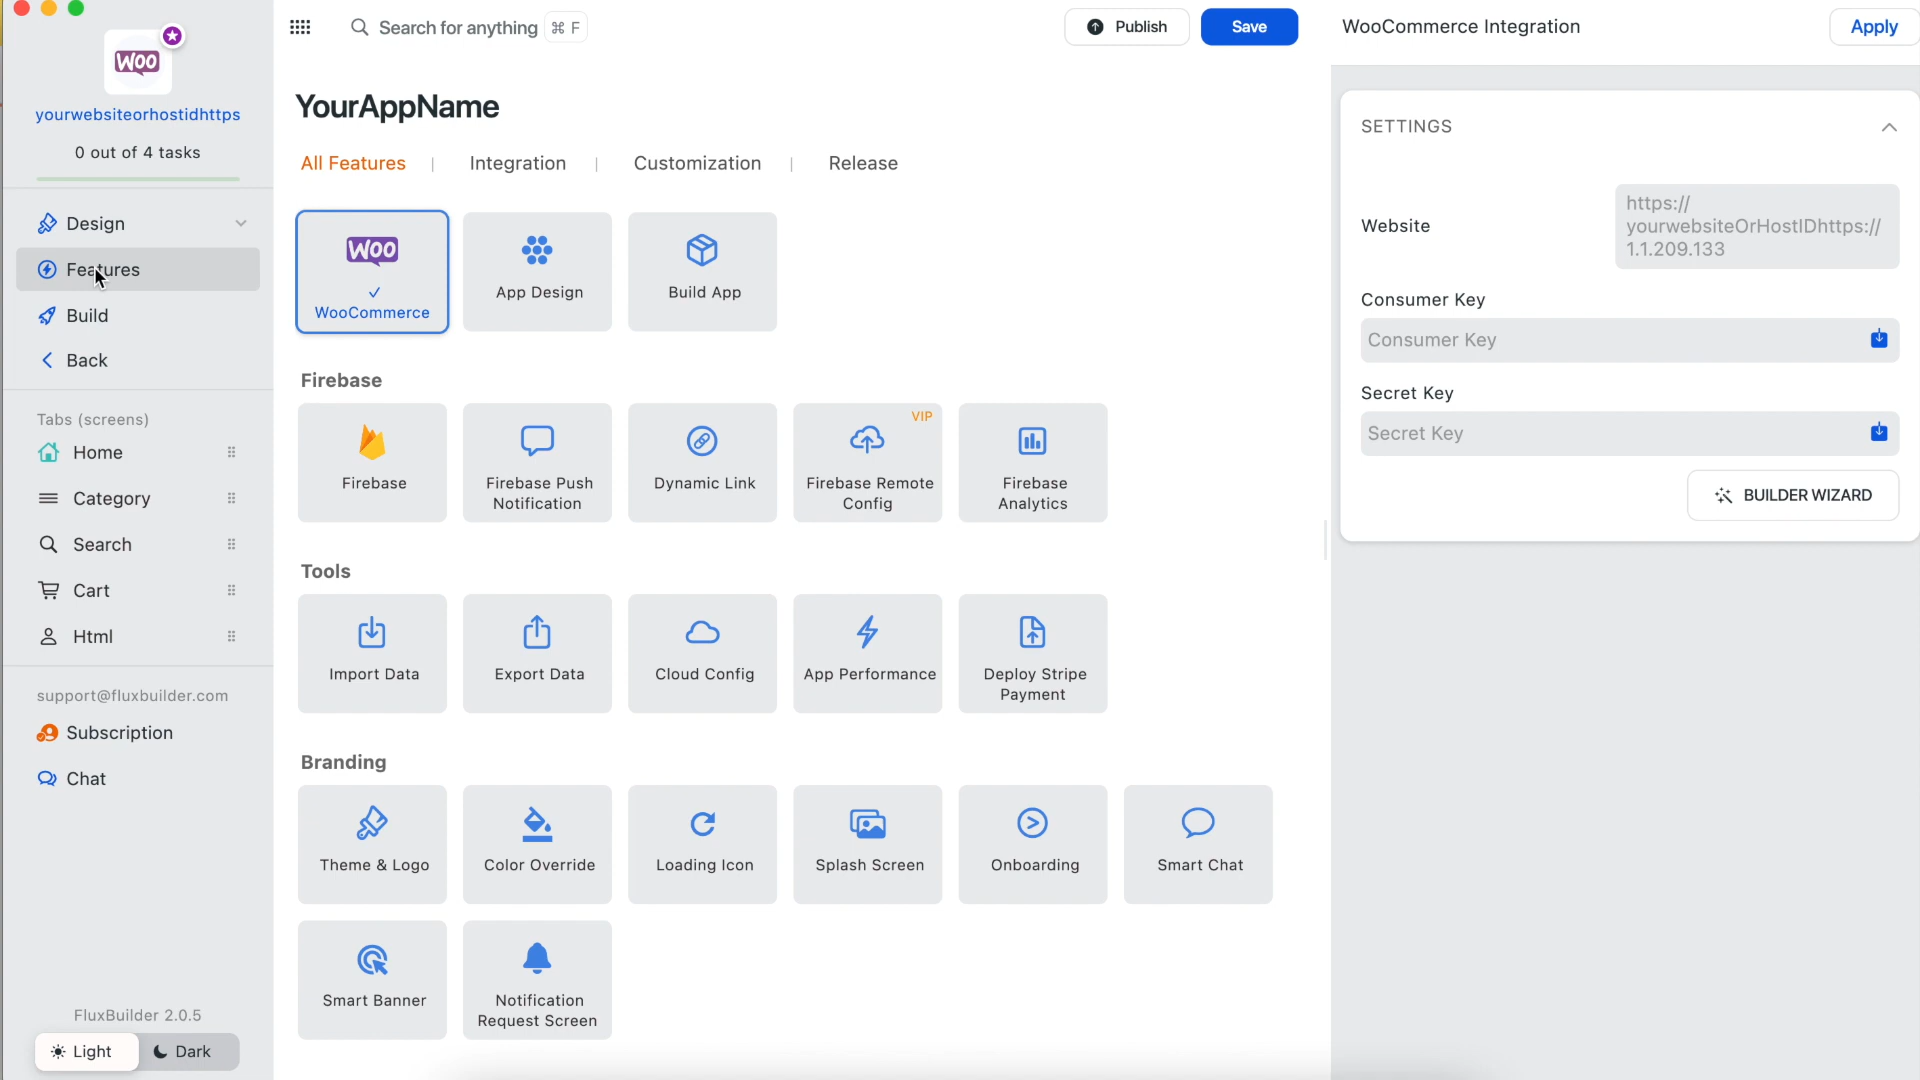 Search for anything ⌘ F
Publish
Save
WooCommerce Integration
Apply
WOO
yourwebsiteorhostidhttps
0 out of 4 tasks
Design
Features
Build
Back
Tabs (screens)
Home
Category
Search
Cart
Html
support@fluxbuilder.com
Subscription
Chat
FluxBuilder 2.0.5
Light
Dark
YourAppName
All Features | Integration | Customization | Release
WOO
WooCommerce
App Design
Build App
Firebase
Firebase
Firebase Push
Notification
Dynamic Link
VIP
Firebase Remote
Config
Firebase
Analytics
Tools
Import Data
Export Data
Cloud Config
App Performance
Deploy Stripe
Payment
Branding
Theme & Logo
Color Override
Loading Icon
Splash Screen
Onboarding
Smart Chat
Smart Banner
Notification
Request Screen
SETTINGS
Website
https://
yourwebsiteOrHostIDhttps://
1.1.209.133
Consumer Key
Consumer Key
Secret Key
Secret Key
BUILDER WIZARD